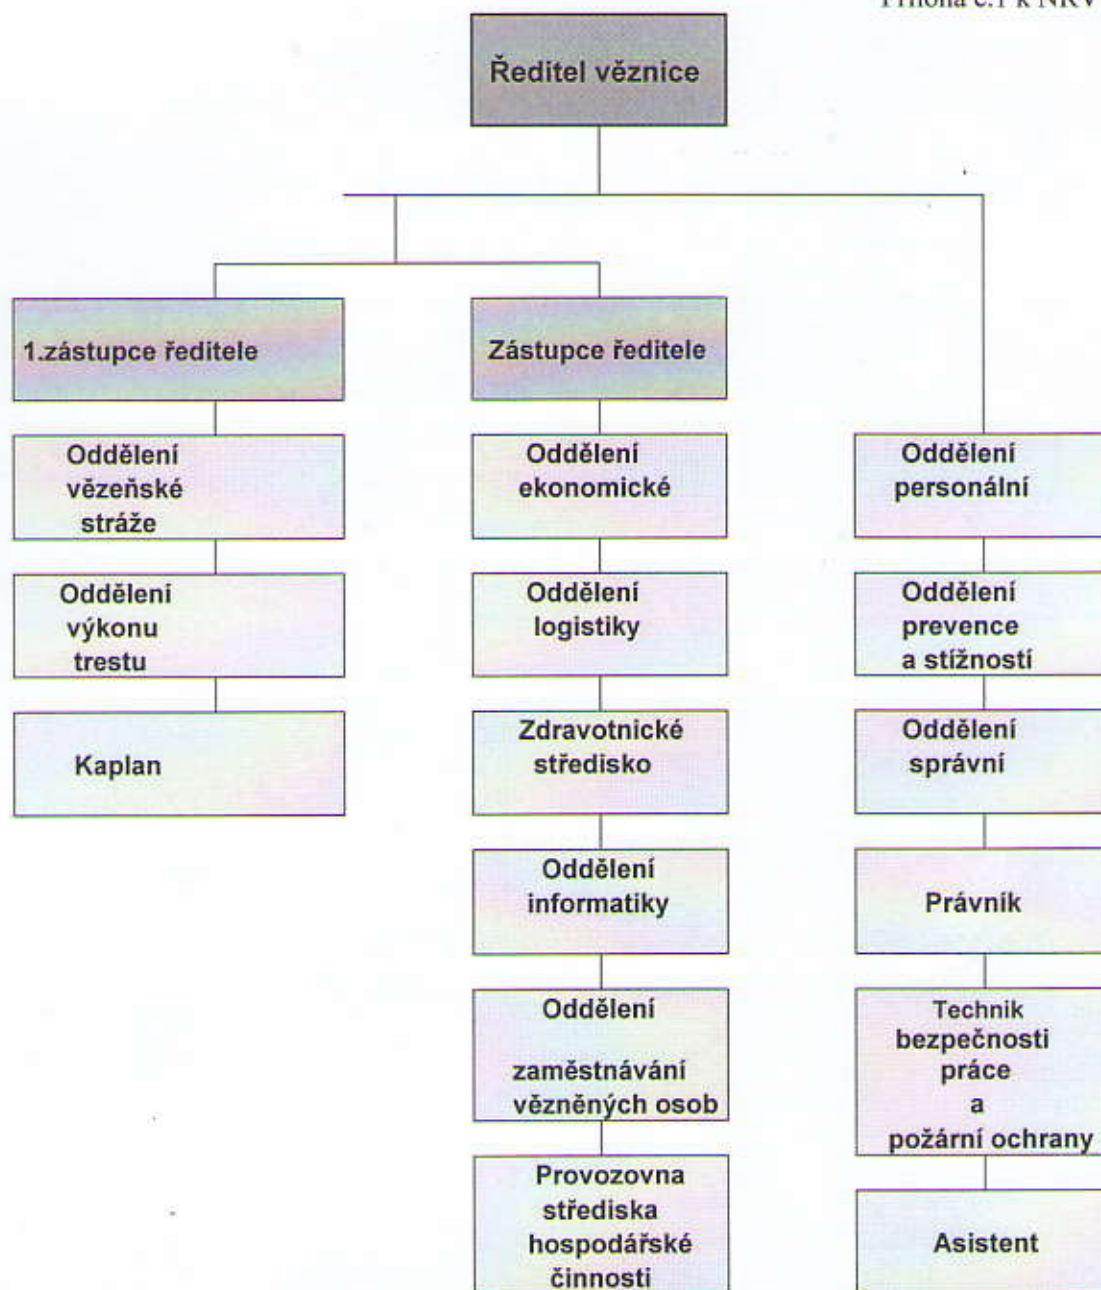 č.1 k NRV
Ředitel věznice
1.zástupce ředitele
Oddělení
vězeňské
stráže
Oddělení
výkonu
trestu
Kaplan
Zástupce ředitele
Oddělení
ekonomické
Oddělení
logistiky
Zdravotnické
středisko
Oddělení
informatiky
Oddělení
zaměstnávání
vězněných osob
Provozovna
střediska
hospodářské
činnosti
Oddělení
personální
Oddělení
prevence
a stížností
Oddělení
správní
Právník
Technik
bezpečnosti
práce
a
požární ochrany
Asistent